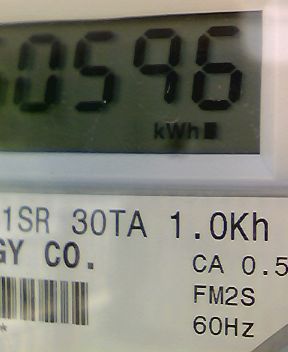 0596
kWh
1SR 30TA 1.0Kh
GY CO.
CA 0.5
FM2S
60Hz